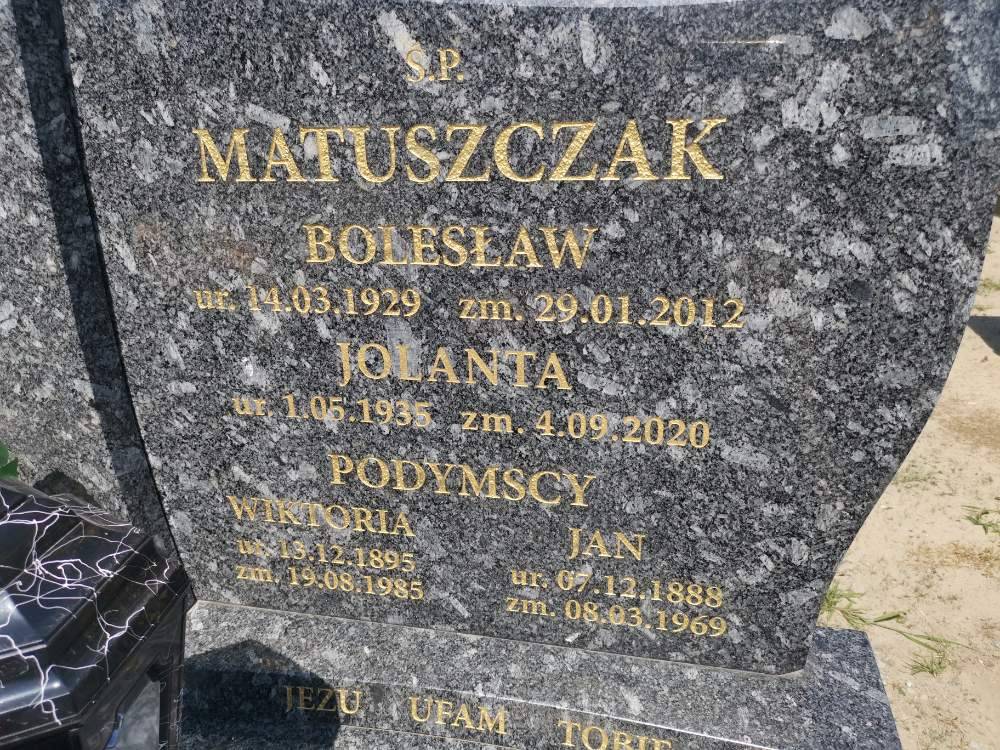 Ś.P.
MATUSZCZAK
BOLESŁAW
ur. 14.03.1929 zm. 29.01.2012
JOLANTA
ur. 1.05.1935 zm. 4.09.2020
PODYMSCY
WIKTORIA
ur. 13.12.1895
zm. 19.08.1985
JAN
ur. 07.12.1888
zm. 08.03.1969
JEZU UFAM TOBIE